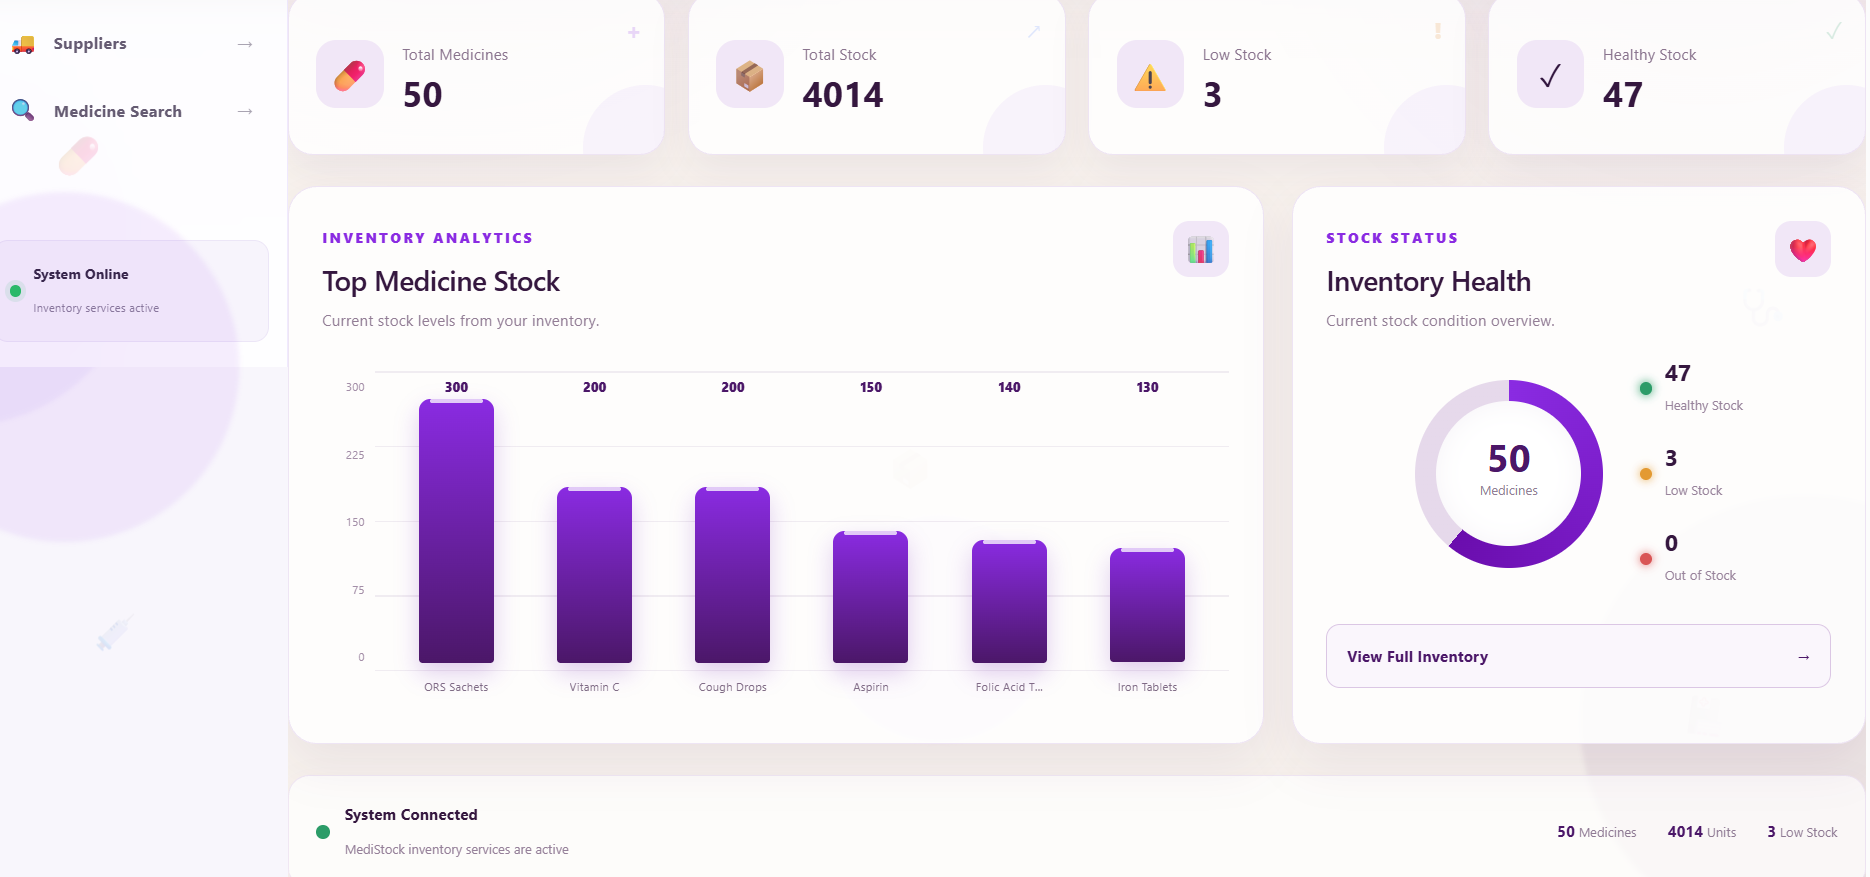 Suppliers →
Medicine Search →
System Online
Inventory services active
Total Medicines
50
Total Stock
4014
Low Stock
3
Healthy Stock
47
INVENTORY ANALYTICS
Top Medicine Stock
Current stock levels from your inventory.
300
225
150
75
0
300
200
200
150
140
130
ORS Sachets
Vitamin C
Cough Drops
Aspirin
Folic Acid T...
Iron Tablets
STOCK STATUS
Inventory Health
Current stock condition overview.
50
Medicines
47
Healthy Stock
3
Low Stock
0
Out of Stock
View Full Inventory →
System Connected
MediStock inventory services are active
50 Medicines
4014 Units
3 Low Stock